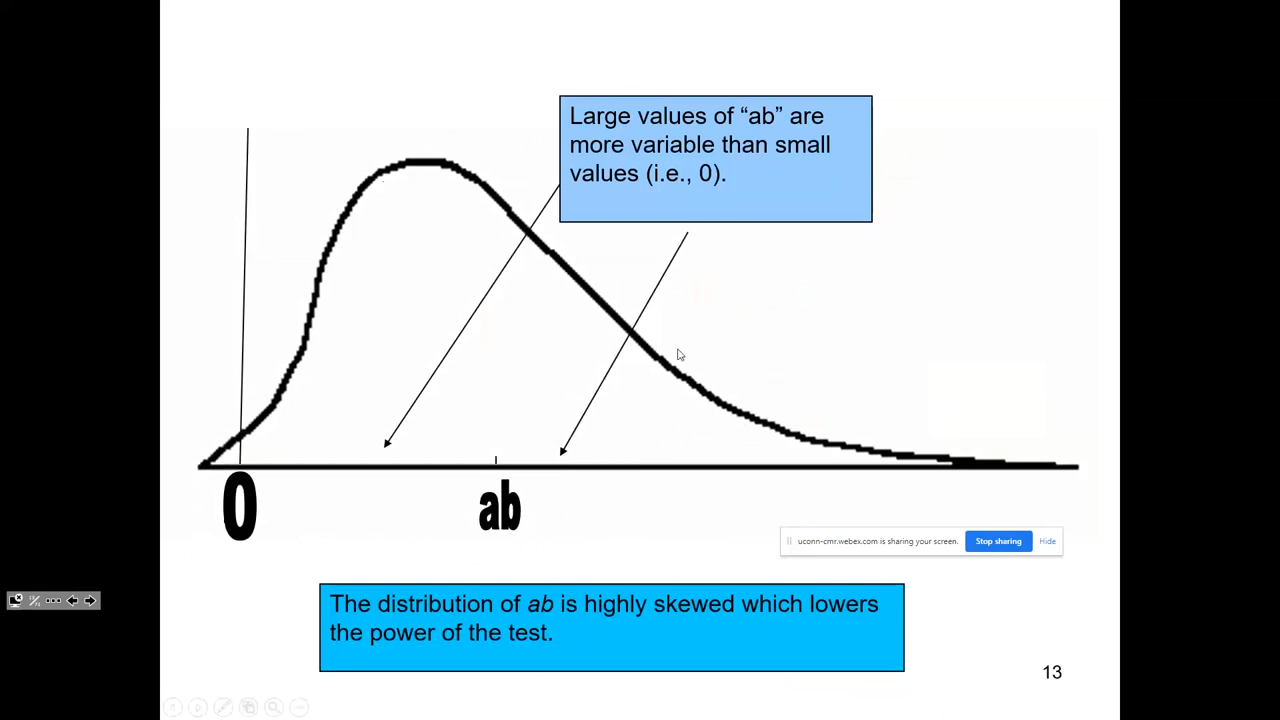 Large values of “ab” are
more variable than small
values (i.e., 0).
0
ab
uconn-cmr.webex.com is sharing your screen.
Stop sharing
Hide
The distribution of ab is highly skewed which lowers
the power of the test.
13